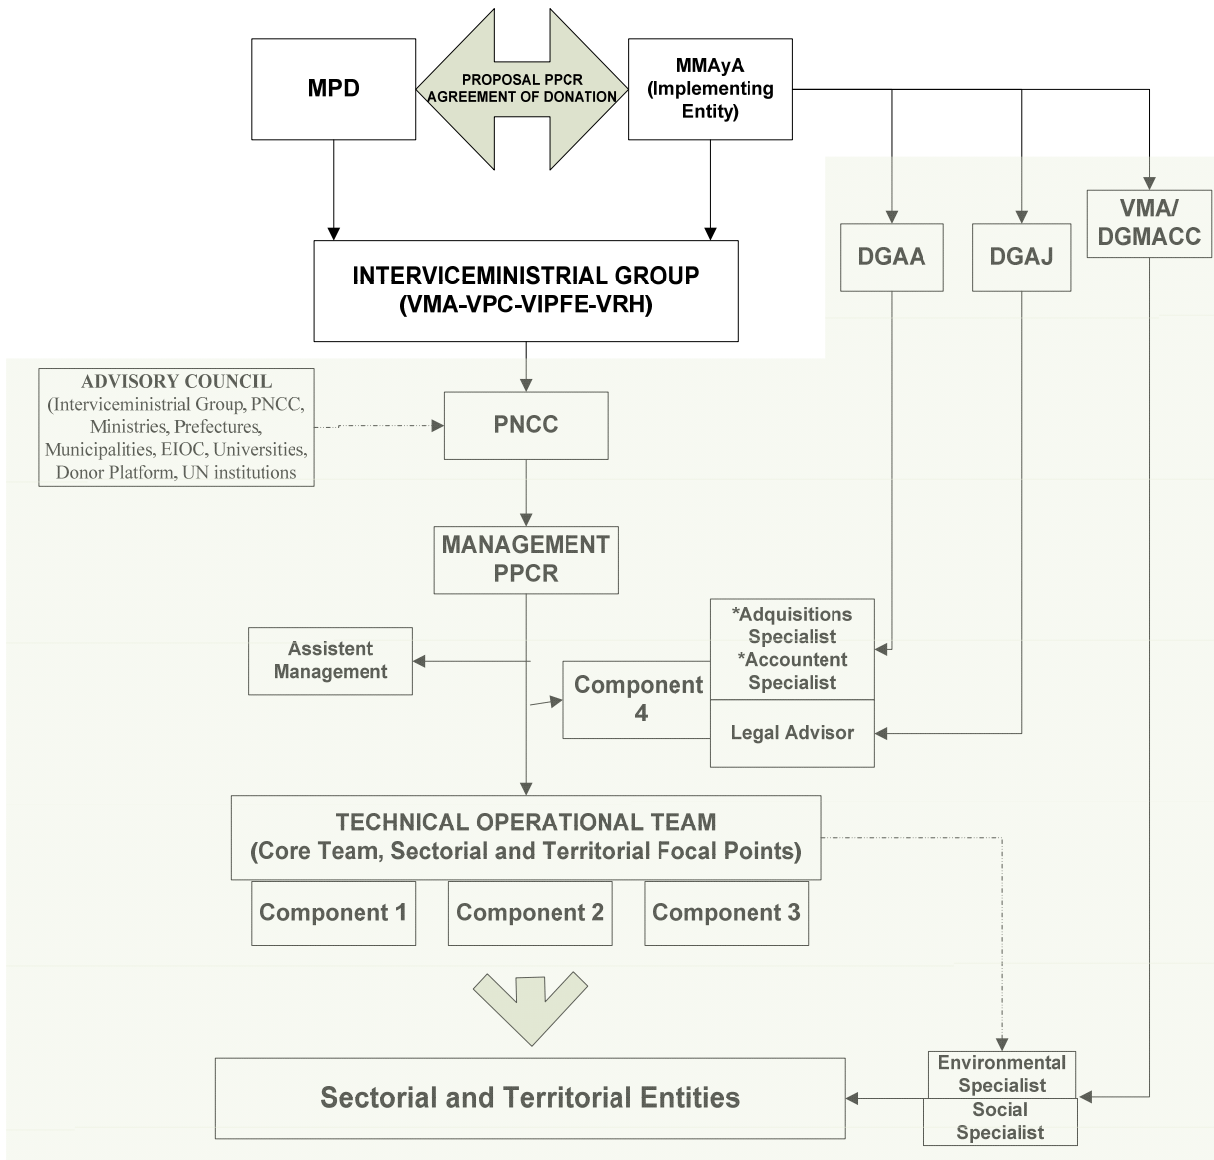 MPD
PROPOSAL PPCR
AGREEMENT OF DONATION
MMAyA
(Implementing
Entity)
VMA/
DGMACC
DGAA
DGAJ
INTERVICEMINISTRIAL GROUP
(VMA-VPC-VIPFE-VRH)
ADVISORY COUNCIL
(Interviceministrial Group, PNCC,
Ministries, Prefectures,
Municipalities, EIOC, Universities,
Donor Platform, UN institutions
PNCC
MANAGEMENT
PPCR
Assistent
Management
Component
4
*Adquisitions
Specialist
*Accountent
Specialist
Legal Advisor
TECHNICAL OPERATIONAL TEAM
(Core Team, Sectorial and Territorial Focal Points)
Component 1
Component 2
Component 3
Sectorial and Territorial Entities
Environmental
Specialist
Social
Specialist